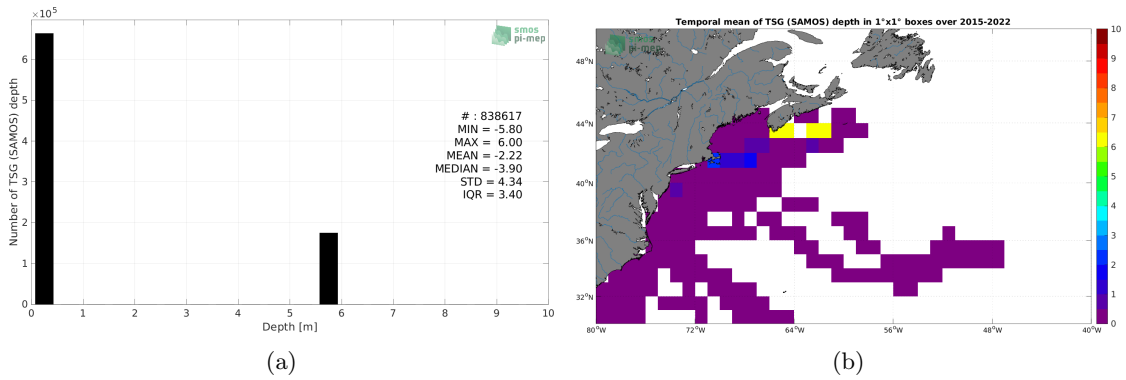 ×10⁵
6
5
4
3
2
1
0
0 1 2 3 4 5 6 7 8 9 10
Number of TSG (SAMOS) depth
Depth [m]
smos
pi-mep
# : 838617
MIN = -5.80
MAX = 6.00
MEAN = -2.22
MEDIAN = -3.90
STD = 4.34
IQR = 3.40
(a)
Temporal mean of TSG (SAMOS) depth in 1°x1° boxes over 2015-2022
smos
pi-mep
48°N
44°N
40°N
36°N
32°N
80°W 72°W 64°W 56°W 48°W 40°W
10
9
8
7
6
5
4
3
2
1
0
(b)